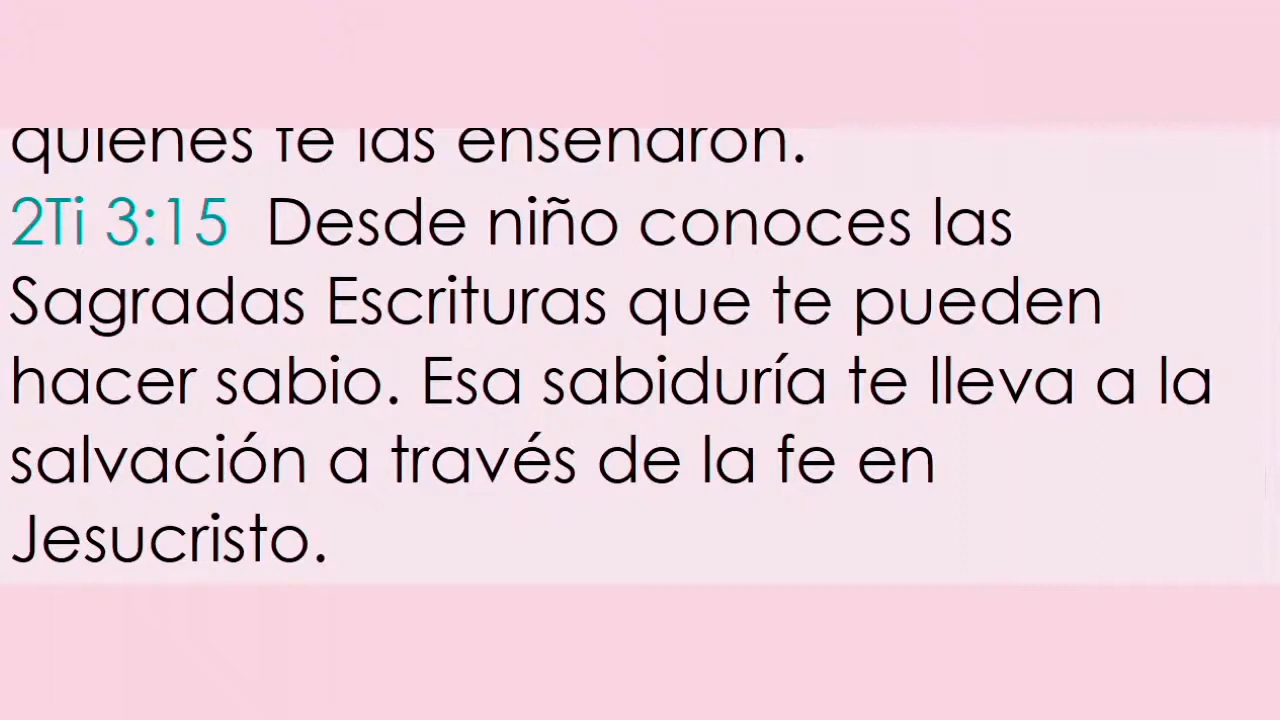 quienes te las enseñaron.
2Ti 3:15 Desde niño conoces las
Sagradas Escrituras que te pueden
hacer sabio. Esa sabiduría te lleva a la
salvación a través de la fe en
Jesucristo.